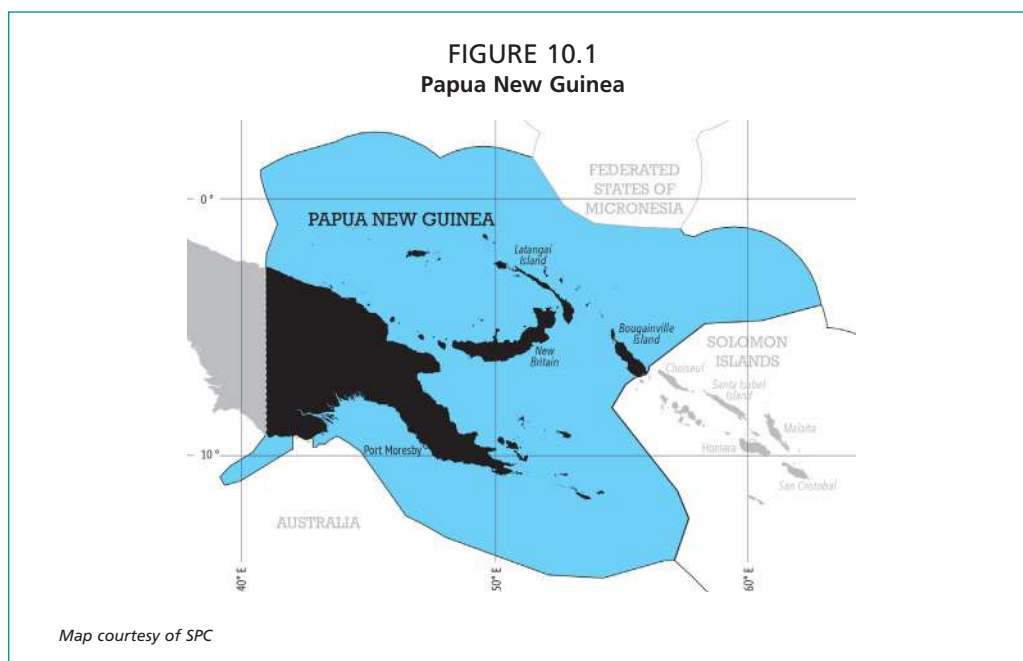 FIGURE 10.1
Papua New Guinea
FEDERATED
STATES OF
MICRONESIA
0°
PAPUA NEW GUINEA
Latangai
Island
Bougainville
Island
New
Britain
SOLOMON
ISLANDS
Choiseul
Santa Isabel
Island
Malaita
Port Moresby
Honiara
10°
San Cristobal
AUSTRALIA
40° E
50° E
60° E
Map courtesy of SPC